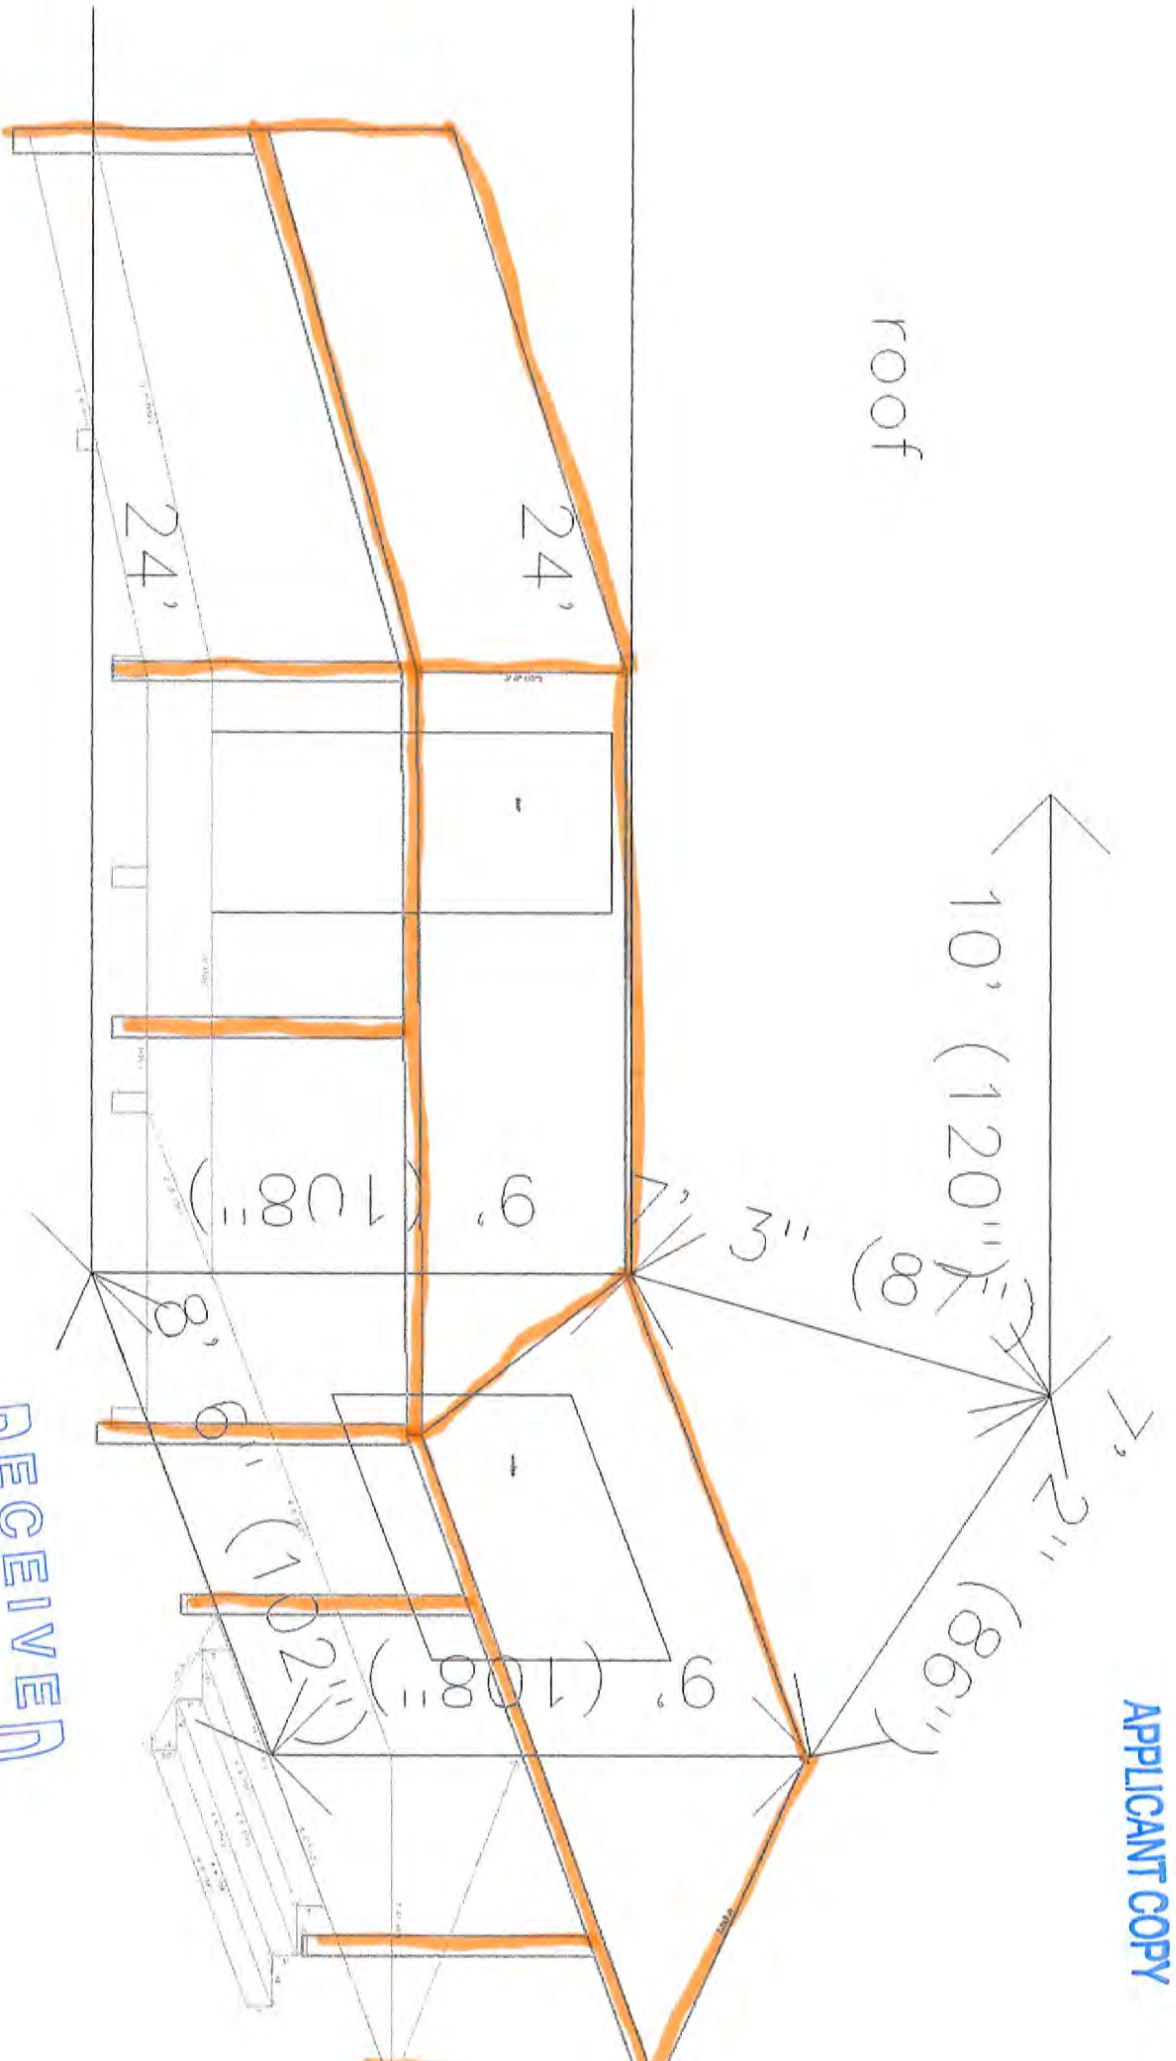 roof
10' (120")
7' 2" (86")
7' 3" (87")
24'
24'
9' (108")
9' (108")
8' 6" (102")
RECEIVED
APPLICANT COPY